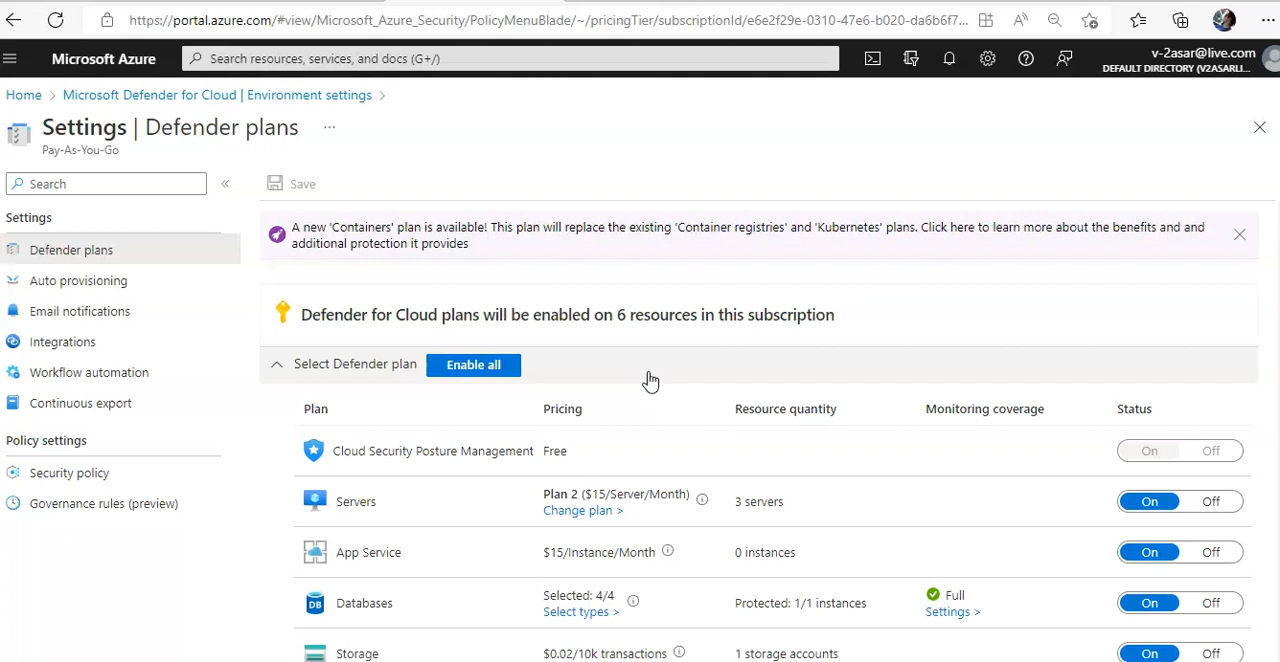 https://portal.azure.com/#view/Microsoft_Azure_Security/PolicyMenuBlade/~/pricingTier/subscriptionId/e6e2f29e-0310-47e6-b020-da6b6f7...
Microsoft Azure
Search resources, services, and docs (G+/)
v-2asar@live.com
DEFAULT DIRECTORY (V2ASARLI...
Home > Microsoft Defender for Cloud | Environment settings >
Settings | Defender plans ...
Pay-As-You-Go
Search «
Save
Settings
Defender plans
Auto provisioning
Email notifications
Integrations
Workflow automation
Continuous export
Policy settings
Security policy
Governance rules (preview)
A new 'Containers' plan is available! This plan will replace the existing 'Container registries' and 'Kubernetes' plans. Click here to learn more about the benefits and and
additional protection it provides
Defender for Cloud plans will be enabled on 6 resources in this subscription
Select Defender plan Enable all
Plan Pricing Resource quantity Monitoring coverage Status
Cloud Security Posture Management Free On Off
Servers Plan 2 ($15/Server/Month) 3 servers On Off
Change plan >
App Service $15/Instance/Month 0 instances On Off
Databases Selected: 4/4 Protected: 1/1 instances Full On Off
Select types > Settings >
Storage $0.02/10k transactions 1 storage accounts On Off